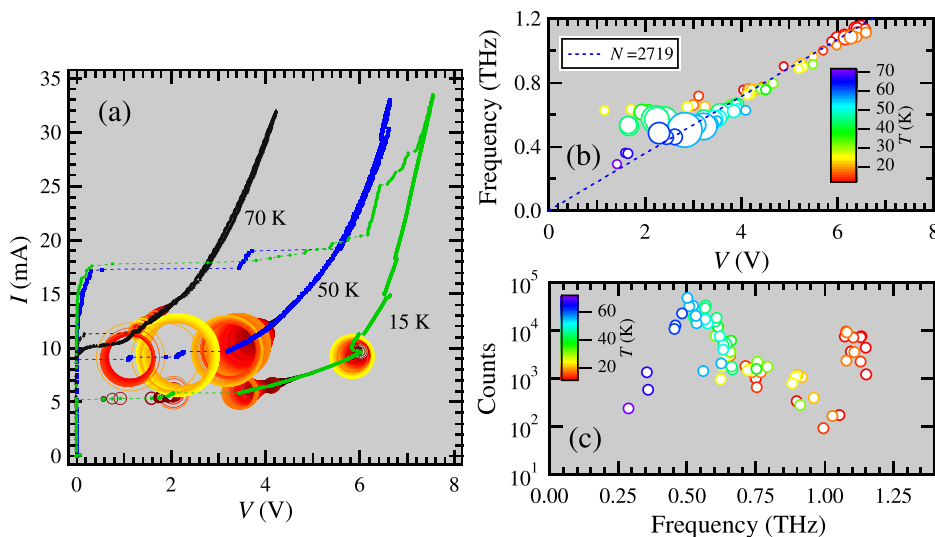 (a)
I (mA)
35
30
25
20
15
10
5
0
70 K
50 K
15 K
0
2
4
6
8
V (V)
Frequency (THz)
1.2
0.8
0.4
0.0
N =2719
70
60
50
40
30
20
T (K)
(b)
0
2
4
6
8
V (V)
Counts
10^5
10^4
10^3
10^2
10^1
60
40
20
T (K)
(c)
0.00
0.25
0.50
0.75
1.00
1.25
Frequency (THz)